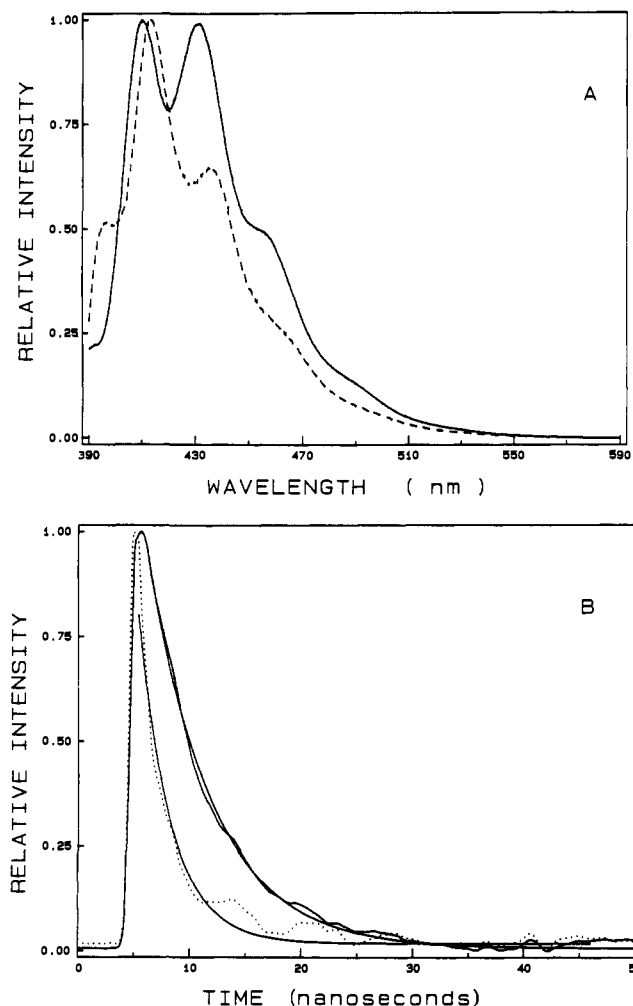 1.00
A
0.75
0.50
0.25
0.00
RELATIVE INTENSITY
390 430 470 510 550 590
WAVELENGTH ( nm )
1.00
B
0.75
0.50
0.25
0.00
RELATIVE INTENSITY
0 10 20 30 40 50
TIME (nanoseconds)